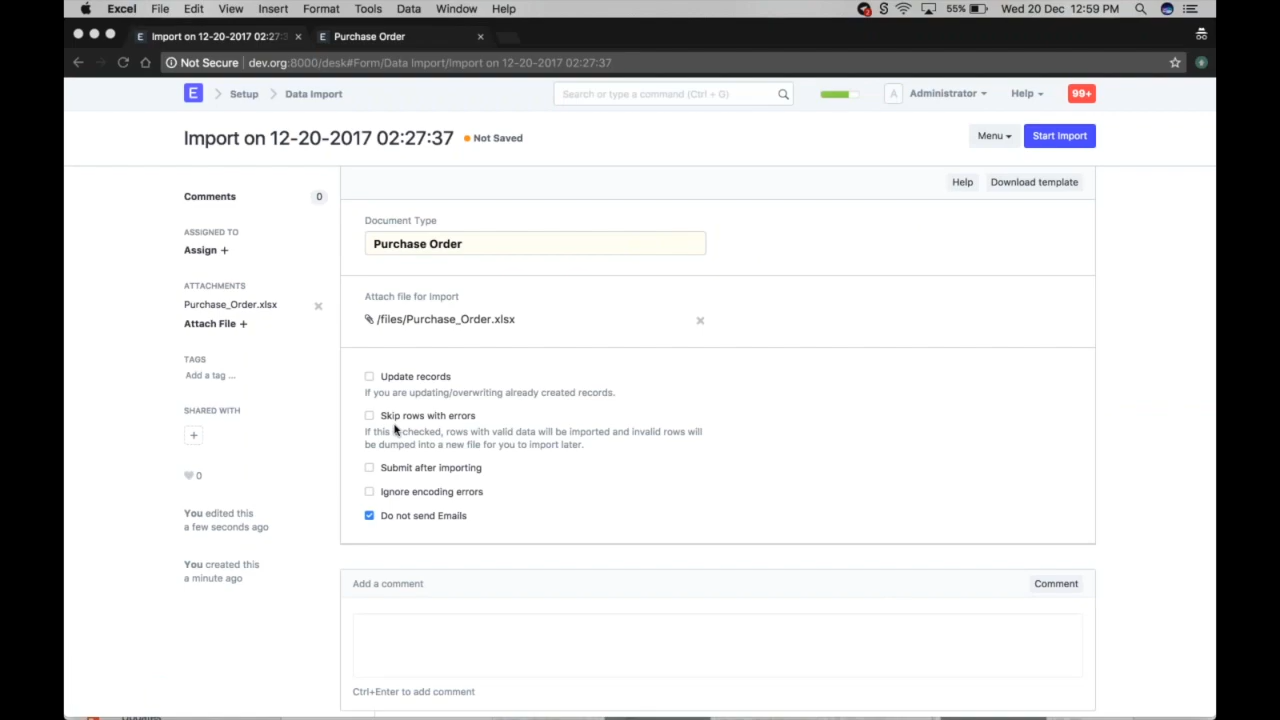 Excel File Edit View Insert Format Tools Data Window Help 55% Wed 20 Dec 12:59 PM
E Import on 12-20-2017 02:27:3 × E Purchase Order ×
Not Secure dev.org:8000/desk#Form/Data Import/Import on 12-20-2017 02:27:37
E Setup Data Import Search or type a command (Ctrl + G) A Administrator Help 99+
Import on 12-20-2017 02:27:37 Not Saved Menu Start Import
Help Download template
Comments 0
ASSIGNED TO
Assign +
ATTACHMENTS
Purchase_Order.xlsx ×
Attach File +
TAGS
Add a tag ...
SHARED WITH
+
0
You edited this
a few seconds ago
You created this
a minute ago
Document Type
Purchase Order
Attach file for Import
/files/Purchase_Order.xlsx ×
Update records
If you are updating/overwriting already created records.
Skip rows with errors
If this checked, rows with valid data will be imported and invalid rows will
be dumped into a new file for you to import later.
Submit after importing
Ignore encoding errors
Do not send Emails
Add a comment Comment
Ctrl+Enter to add comment